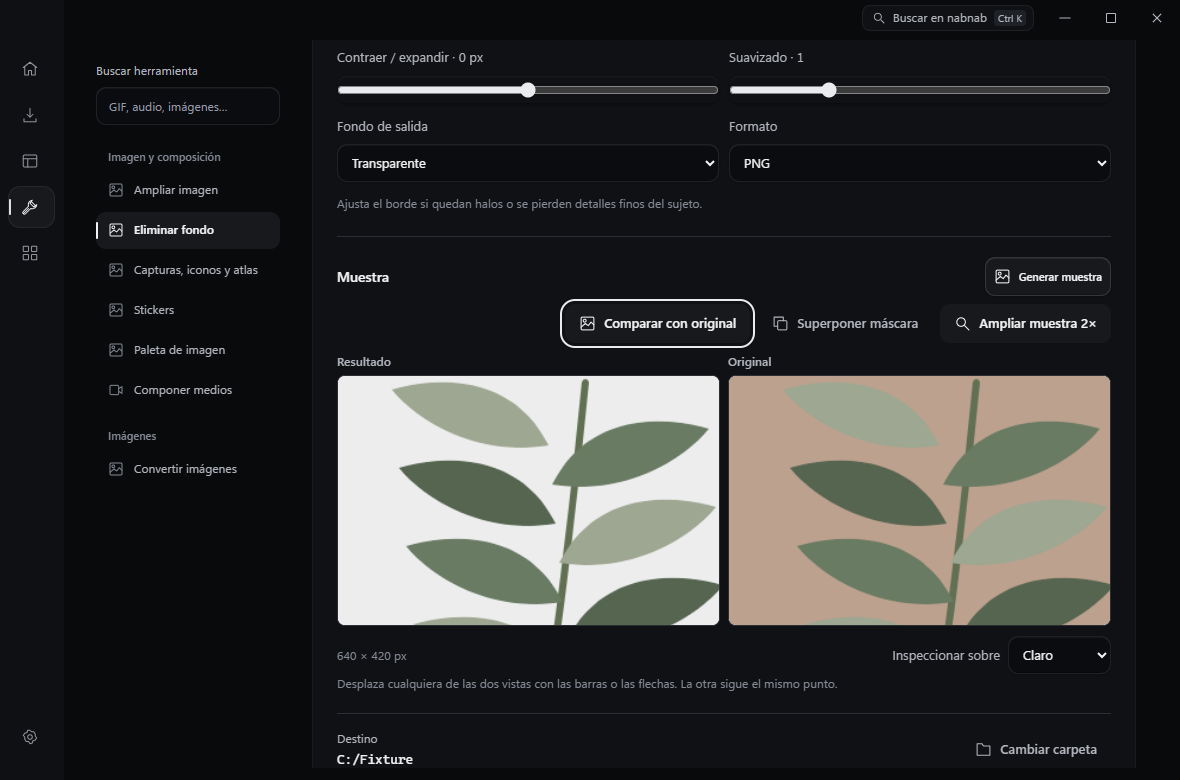 Buscar en nabnab Ctrl K
Buscar herramienta
GIF, audio, imágenes...
Imagen y composición
Ampliar imagen
Eliminar fondo
Capturas, iconos y atlas
Stickers
Paleta de imagen
Componer medios
Imágenes
Convertir imágenes
Contraer / expandir · 0 px
Suavizado · 1
Fondo de salida
Formato
Transparente
PNG
Ajusta el borde si quedan halos o se pierden detalles finos del sujeto.
Muestra
Generar muestra
Comparar con original
Superponer máscara
Ampliar muestra 2×
Resultado
Original
640 × 420 px
Inspeccionar sobre
Claro
Desplaza cualquiera de las dos vistas con las barras o las flechas. La otra sigue el mismo punto.
Destino
C:/Fixture
Cambiar carpeta